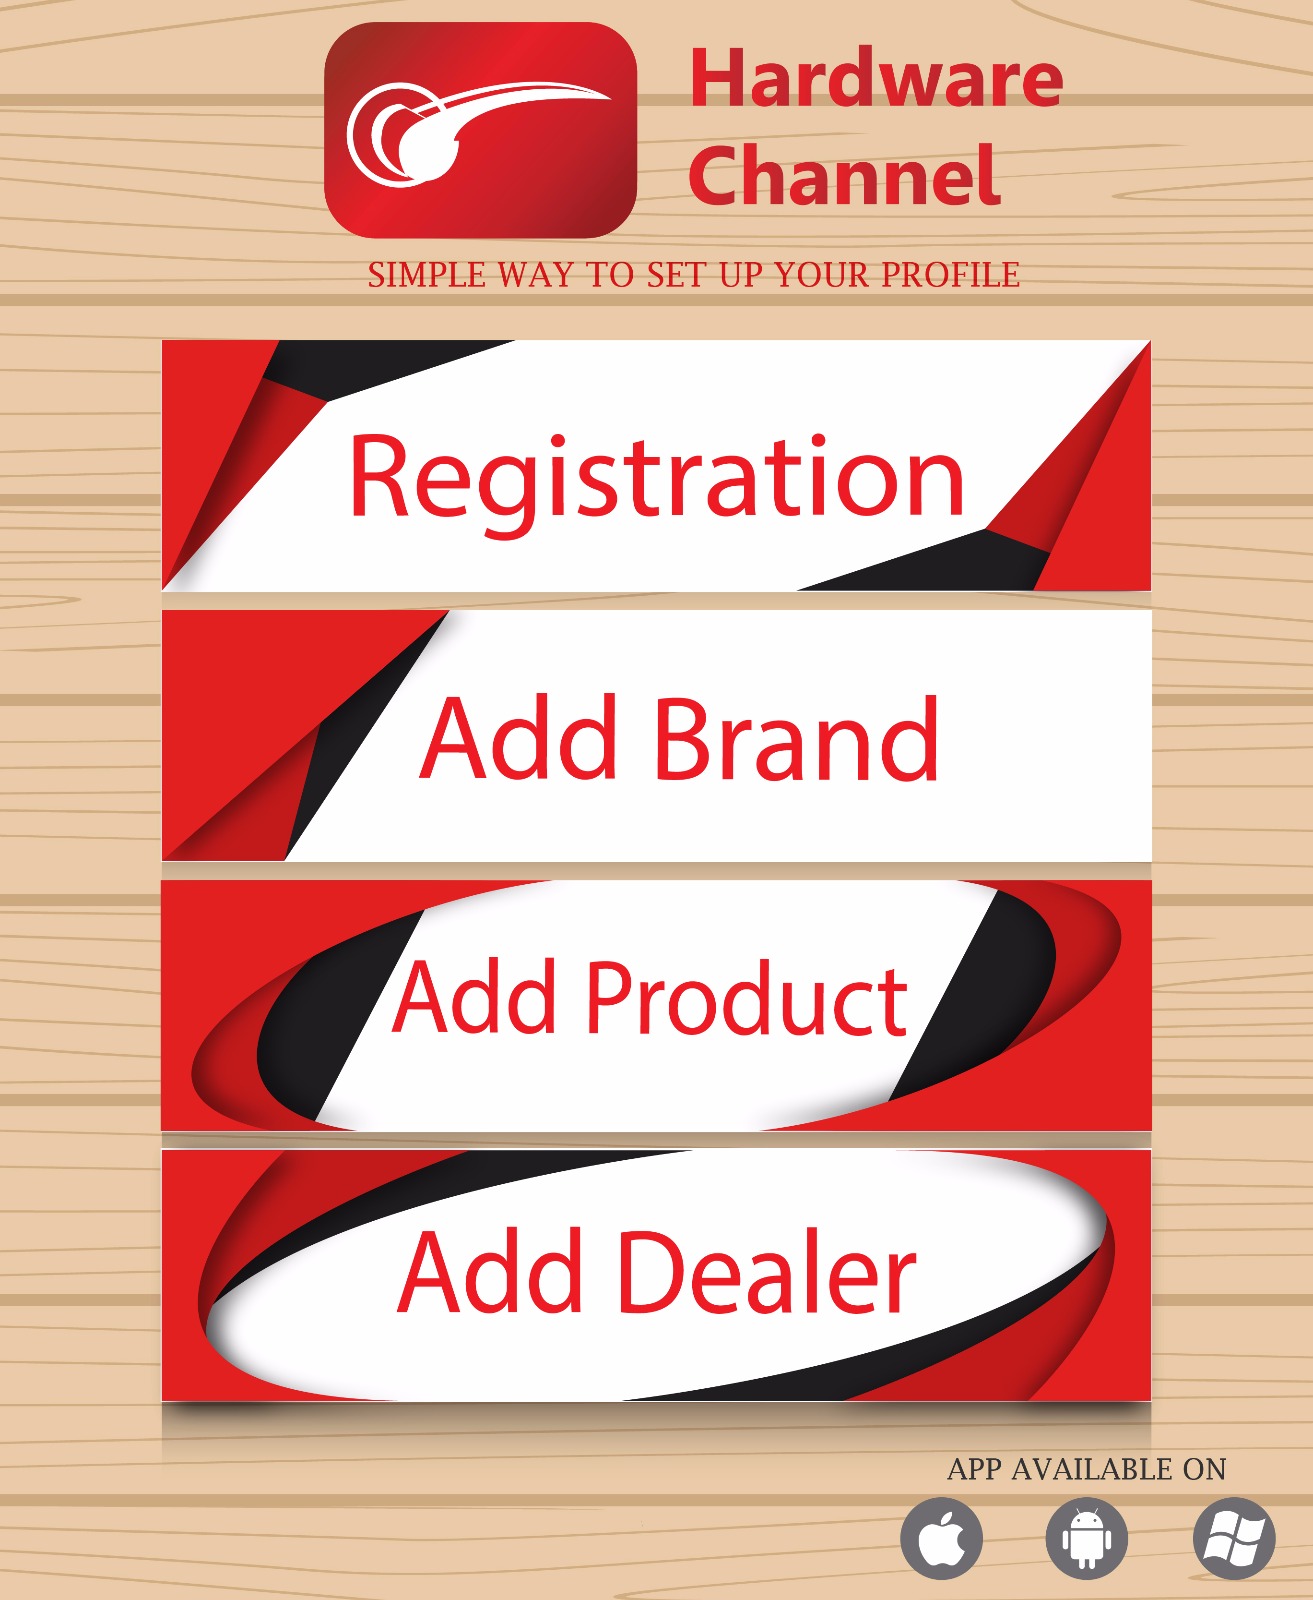 Hardware
Channel
SIMPLE WAY TO SET UP YOUR PROFILE
Registration
Add Brand
Add Product
Add Dealer
APP AVAILABLE ON